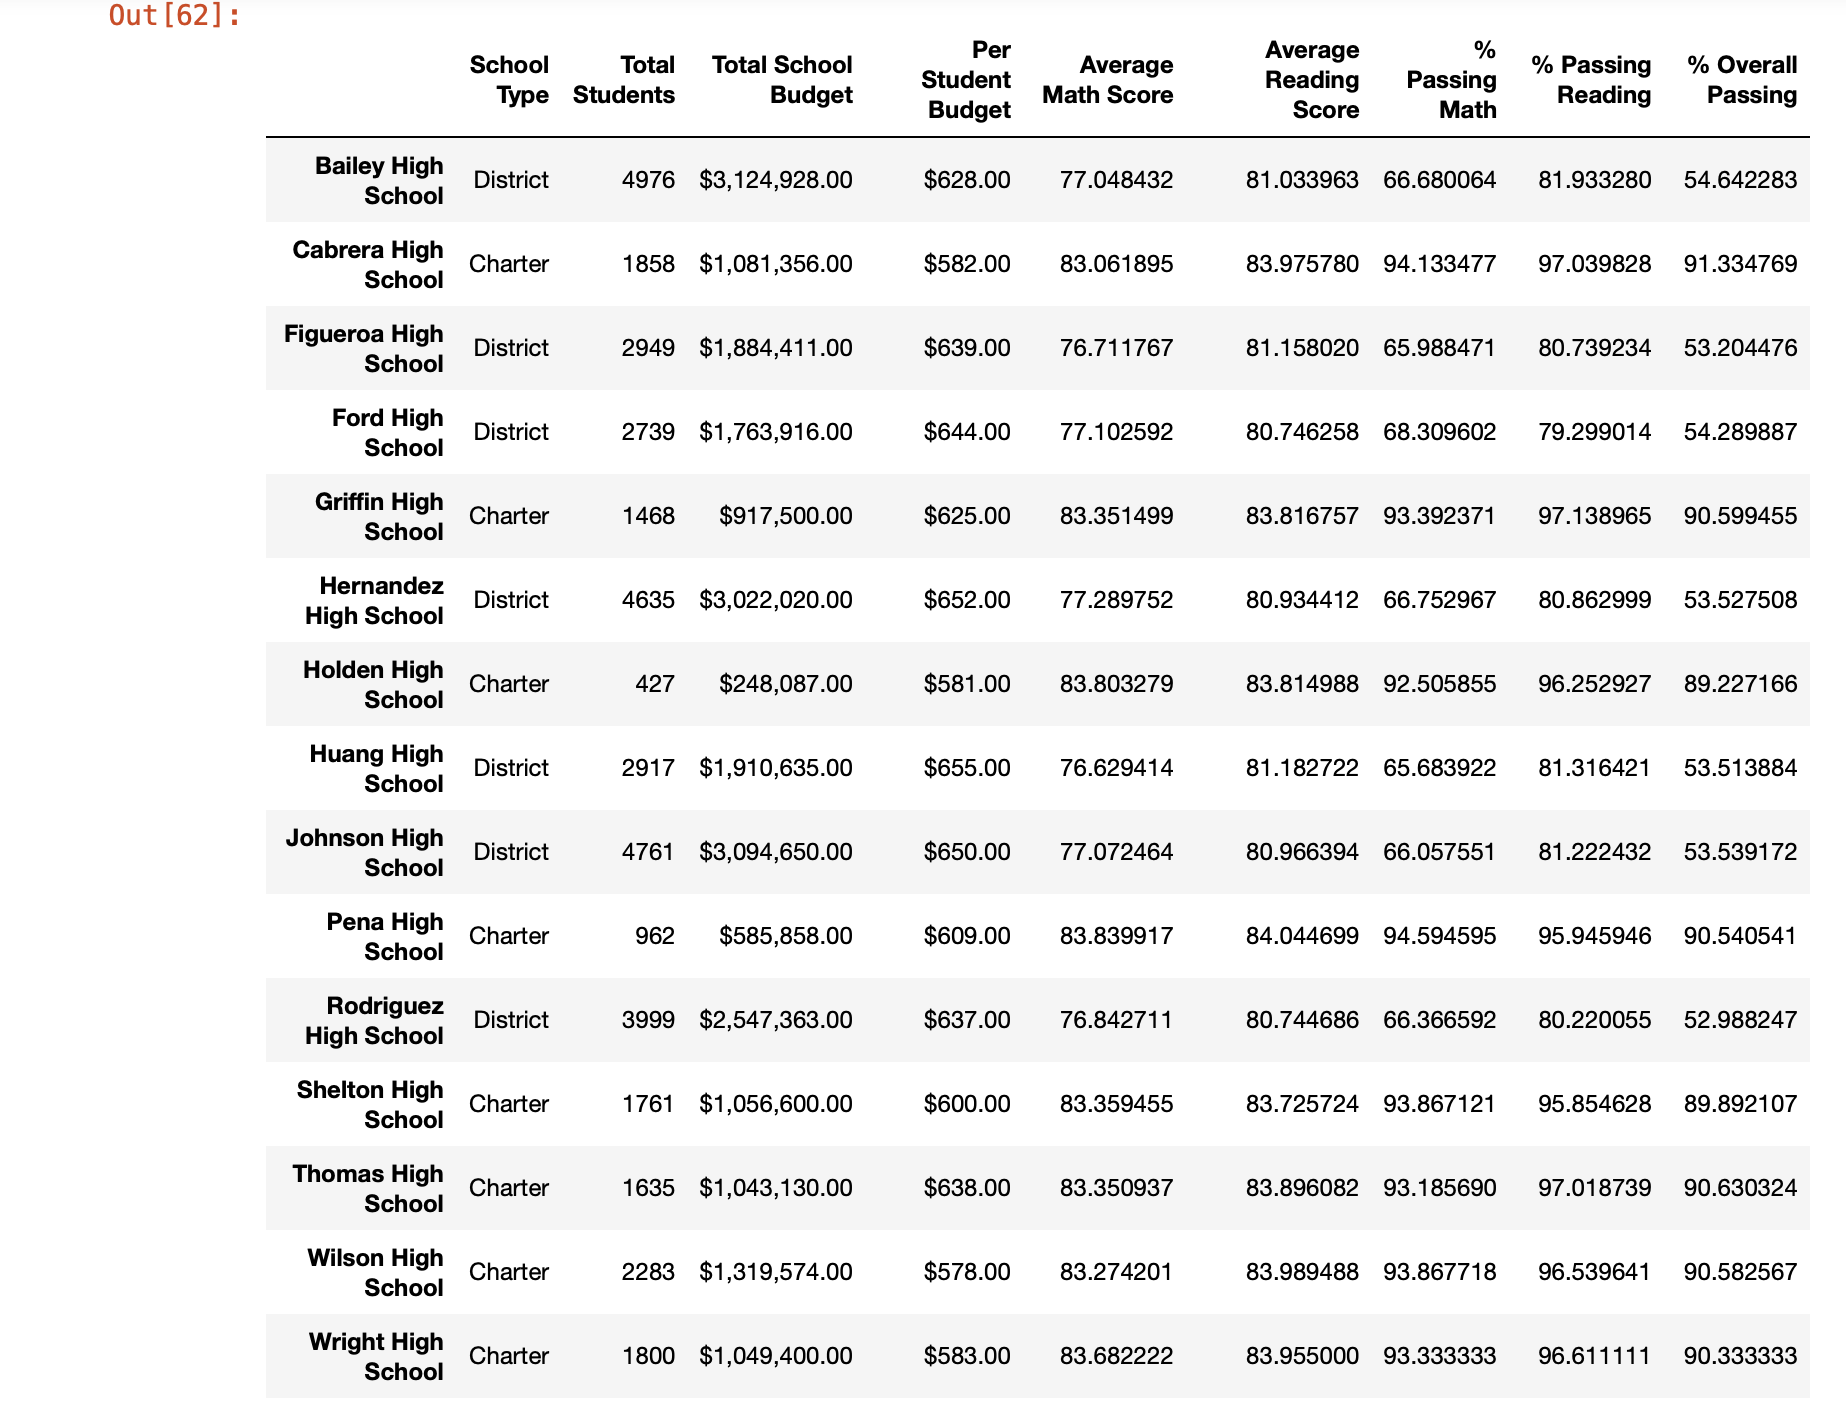 Out[62]:
School Type Total Students Total School Budget Per Student Budget Average Math Score Average Reading Score % Passing Math % Passing Reading % Overall Passing
Bailey High School District 4976 $3,124,928.00 $628.00 77.048432 81.033963 66.680064 81.933280 54.642283
Cabrera High School Charter 1858 $1,081,356.00 $582.00 83.061895 83.975780 94.133477 97.039828 91.334769
Figueroa High School District 2949 $1,884,411.00 $639.00 76.711767 81.158020 65.988471 80.739234 53.204476
Ford High School District 2739 $1,763,916.00 $644.00 77.102592 80.746258 68.309602 79.299014 54.289887
Griffin High School Charter 1468 $917,500.00 $625.00 83.351499 83.816757 93.392371 97.138965 90.599455
Hernandez High School District 4635 $3,022,020.00 $652.00 77.289752 80.934412 66.752967 80.862999 53.527508
Holden High School Charter 427 $248,087.00 $581.00 83.803279 83.814988 92.505855 96.252927 89.227166
Huang High School District 2917 $1,910,635.00 $655.00 76.629414 81.182722 65.683922 81.316421 53.513884
Johnson High School District 4761 $3,094,650.00 $650.00 77.072464 80.966394 66.057551 81.222432 53.539172
Pena High School Charter 962 $585,858.00 $609.00 83.839917 84.044699 94.594595 95.945946 90.540541
Rodriguez High School District 3999 $2,547,363.00 $637.00 76.842711 80.744686 66.366592 80.220055 52.988247
Shelton High School Charter 1761 $1,056,600.00 $600.00 83.359455 83.725724 93.867121 95.854628 89.892107
Thomas High School Charter 1635 $1,043,130.00 $638.00 83.350937 83.896082 93.185690 97.018739 90.630324
Wilson High School Charter 2283 $1,319,574.00 $578.00 83.274201 83.989488 93.867718 96.539641 90.582567
Wright High School Charter 1800 $1,049,400.00 $583.00 83.682222 83.955000 93.333333 96.611111 90.333333